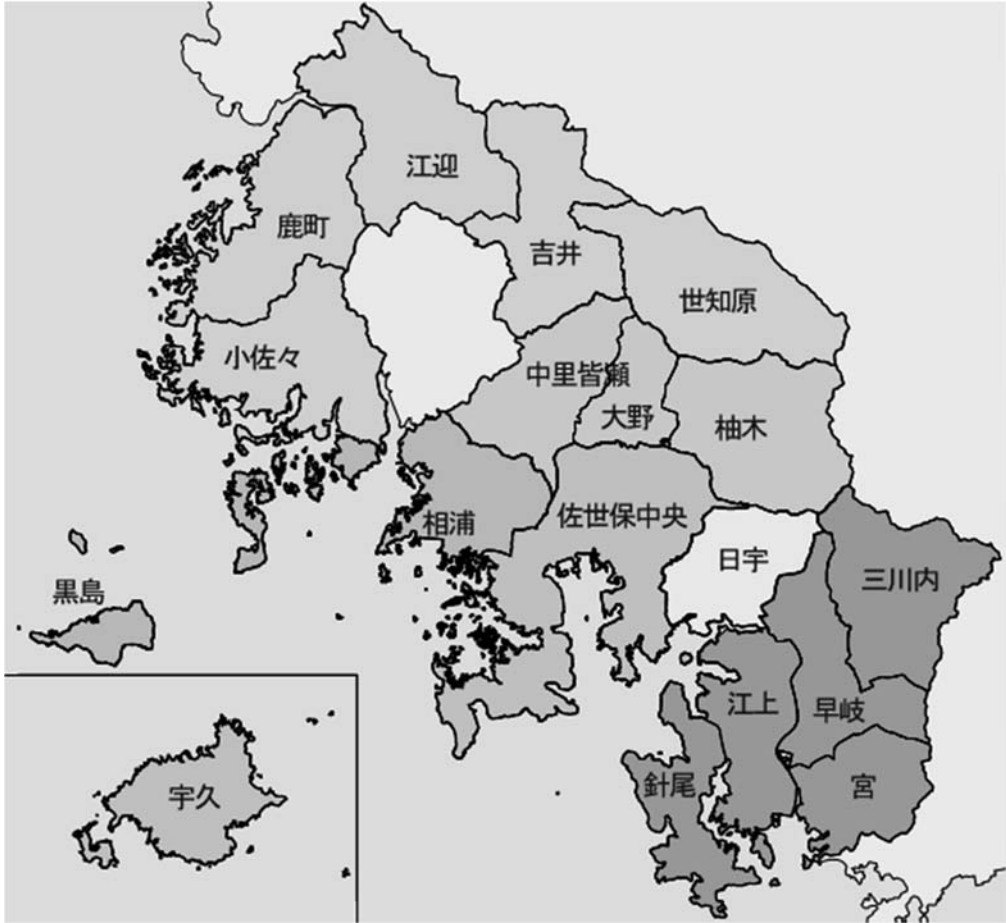 江迎
鹿町
吉井
世知原
小佐々
中里皆瀬
大野
柚木
相浦
佐世保中央
日宇
三川内
黒島
江上
早岐
針尾
宮
宇久